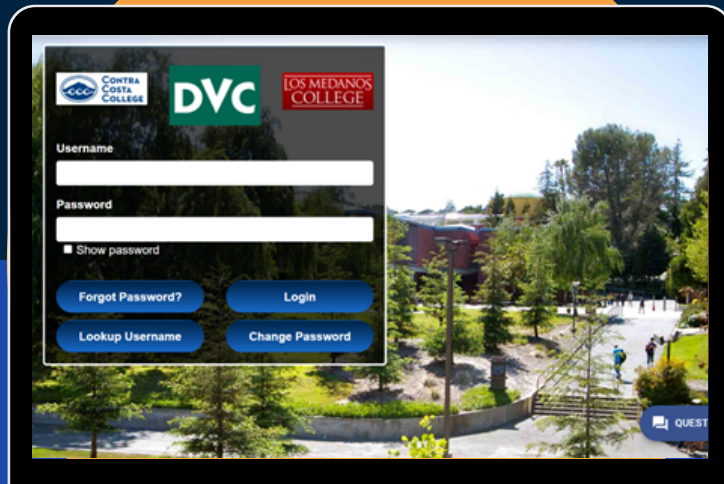 CCC
CONTRA
COSTA
COLLEGE
DVC
LOS MEDANOS
COLLEGE
Username
Password
Show password
Forgot Password?
Login
Lookup Username
Change Password
QUEST